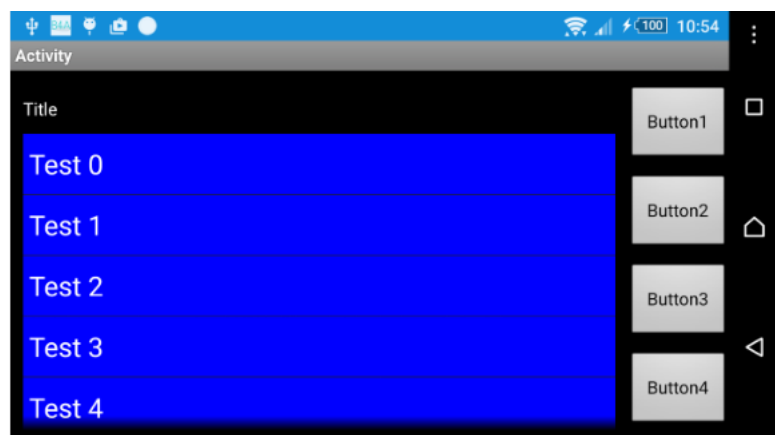 B4A
100 10:54
Activity
Title
Test 0
Test 1
Test 2
Test 3
Test 4
Button1
Button2
Button3
Button4